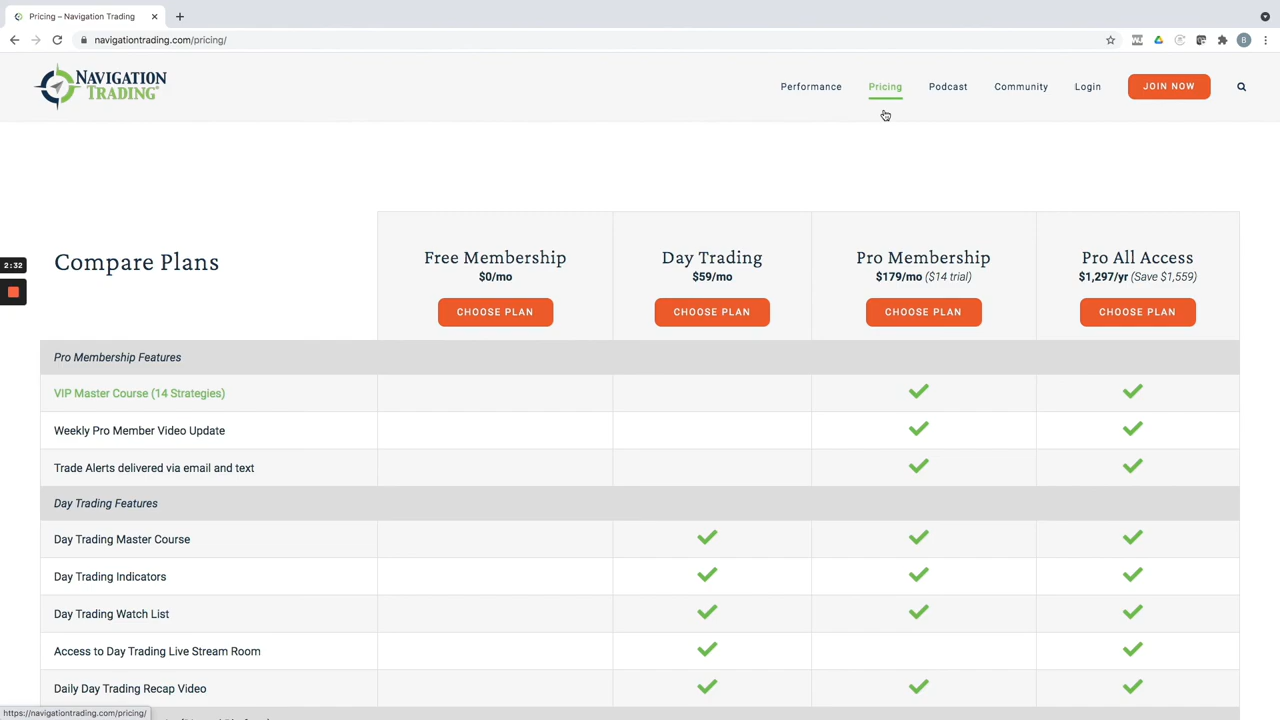 Pricing – Navigation Trading
navigationtrading.com/pricing/
B
NAVIGATION
TRADING
Performance
Pricing
Podcast
Community
Login
JOIN NOW
2:32
Compare Plans
Free Membership
$0/mo
CHOOSE PLAN
Day Trading
$59/mo
CHOOSE PLAN
Pro Membership
$179/mo ($14 trial)
CHOOSE PLAN
Pro All Access
$1,297/yr (Save $1,559)
CHOOSE PLAN
Pro Membership Features
VIP Master Course (14 Strategies)
Weekly Pro Member Video Update
Trade Alerts delivered via email and text
Day Trading Features
Day Trading Master Course
Day Trading Indicators
Day Trading Watch List
Access to Day Trading Live Stream Room
Daily Day Trading Recap Video
https://navigationtrading.com/pricing/